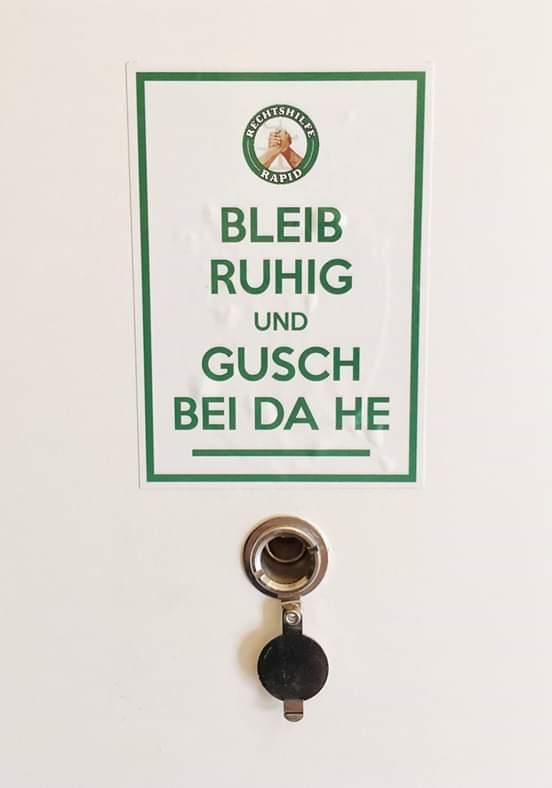 RECHTSHILFE
RAPID
BLEIB
RUHIG
UND
GUSCH
BEI DA HE